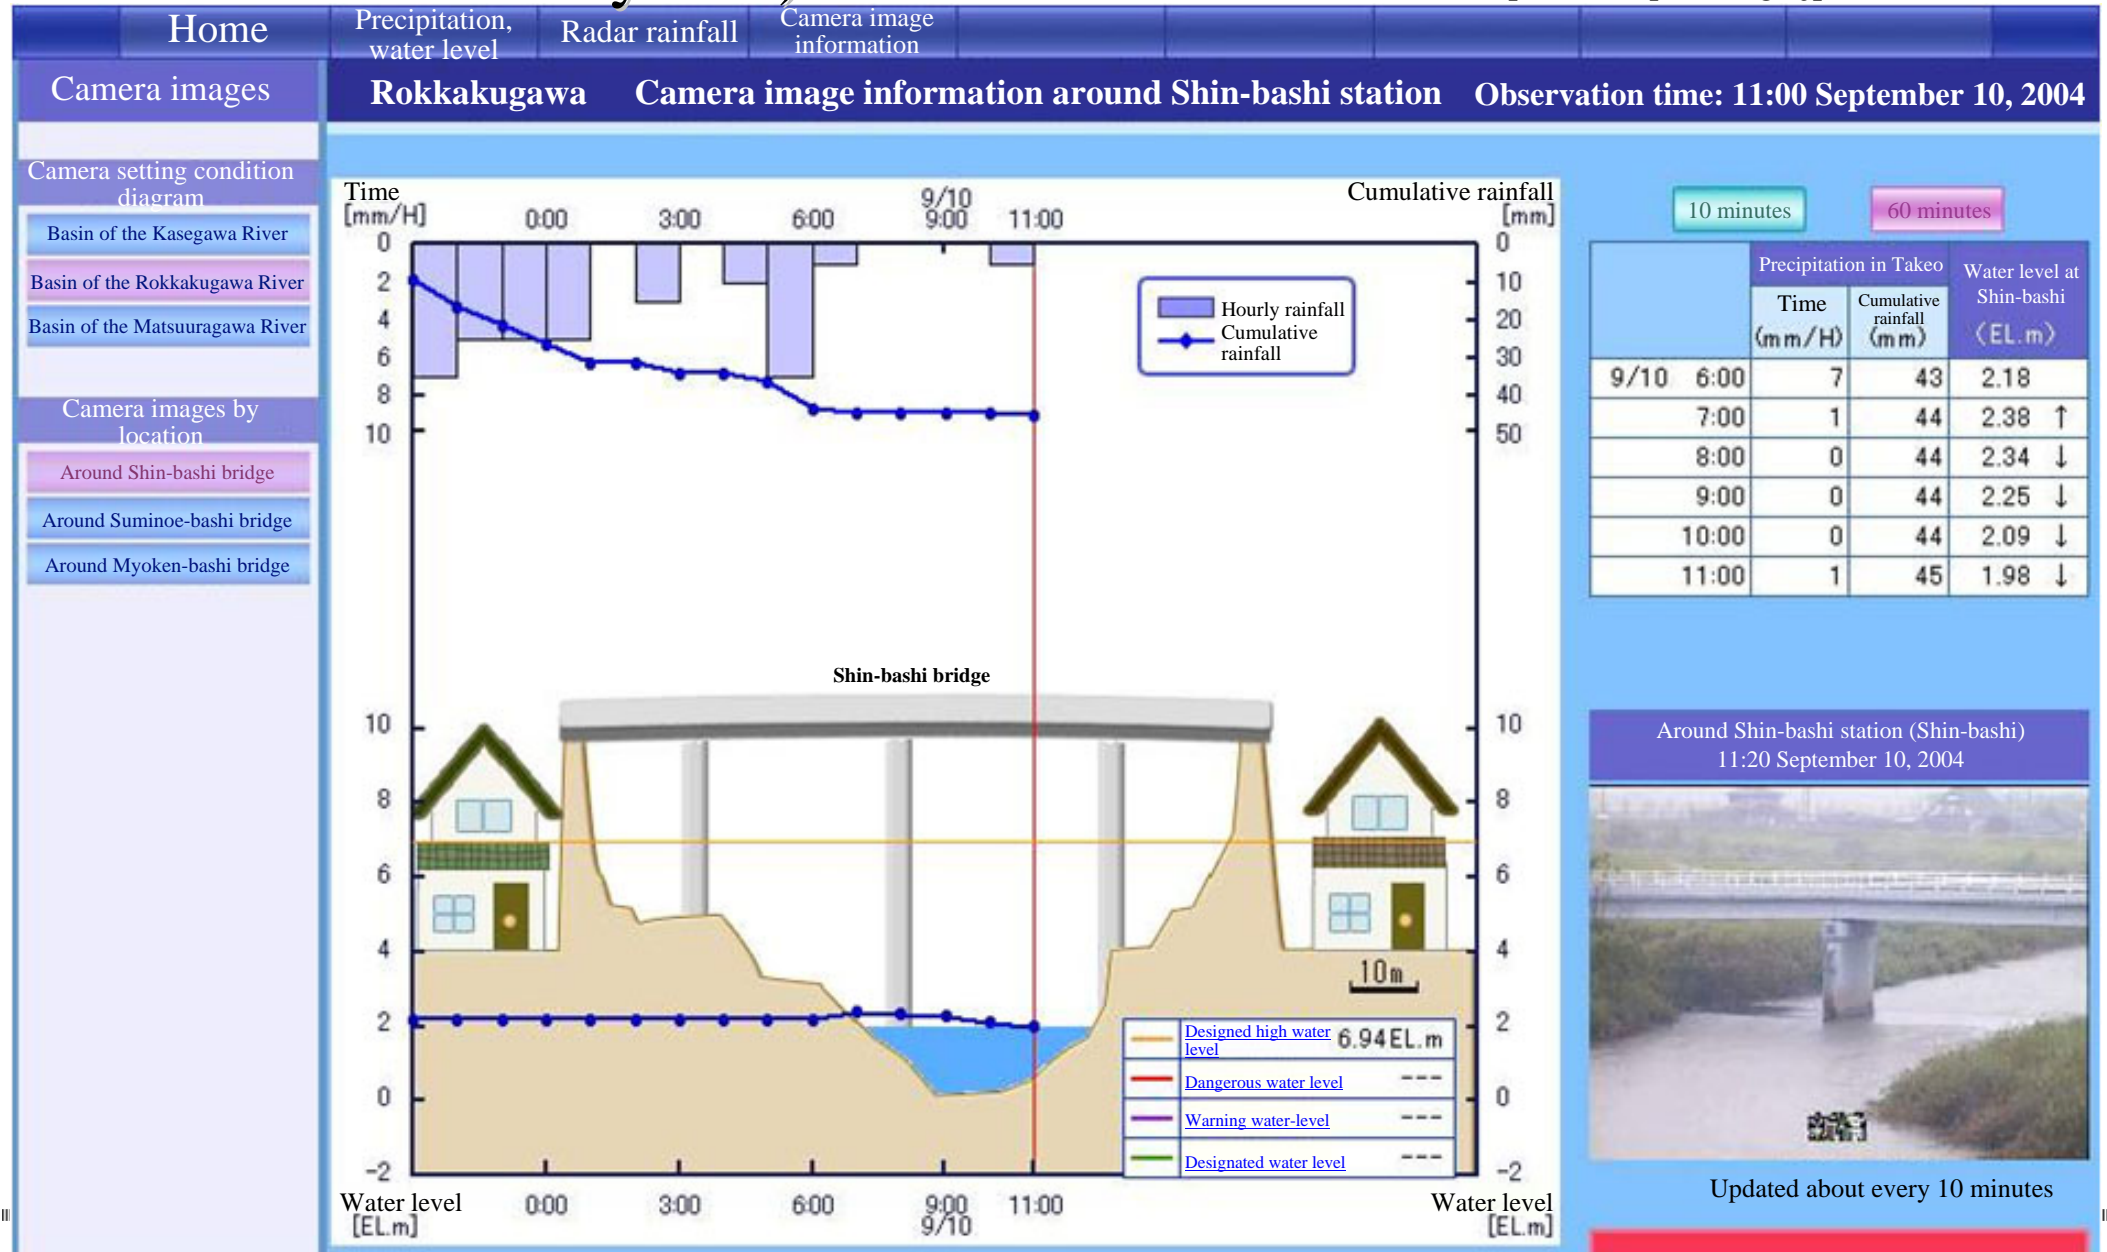 Home
Precipitation,
water level
Radar rainfall
Camera image
information
Camera images
Rokkakugawa Camera image information around Shin-bashi station Observation time: 11:00 September 10, 2004
Camera setting condition
diagram
Basin of the Kasegawa River
Basin of the Rokkakugawa River
Basin of the Matsuuragawa River
Camera images by
location
Around Shin-bashi bridge
Around Suminoe-bashi bridge
Around Myoken-bashi bridge
Time
[mm/H]
0:00 3:00 6:00 9/10 9:00 11:00
Cumulative rainfall
[mm]
0 0
2 10
4 20
6 30
8 40
10 50
Hourly rainfall
Cumulative
rainfall
Shin-bashi bridge
10 10
8 8
6 6
4 4
2 2
0 0
-2 -2
10m
Designed high water
level 6.94EL.m
Dangerous water level ---
Warning water-level ---
Designated water level ---
Water level
[EL.m]
0:00 3:00 6:00 9:00 11:00
9/10
Water level
[EL.m]
10 minutes 60 minutes
Precipitation in Takeo
Water level at
Shin-bashi
(EL.m)
Time
(mm/H)
Cumulative
rainfall
(mm)
9/10 6:00 7 43 2.18
7:00 1 44 2.38 ↑
8:00 0 44 2.34 ↓
9:00 0 44 2.25 ↓
10:00 0 44 2.09 ↓
11:00 1 45 1.98 ↓
Around Shin-bashi station (Shin-bashi)
11:20 September 10, 2004
Updated about every 10 minutes